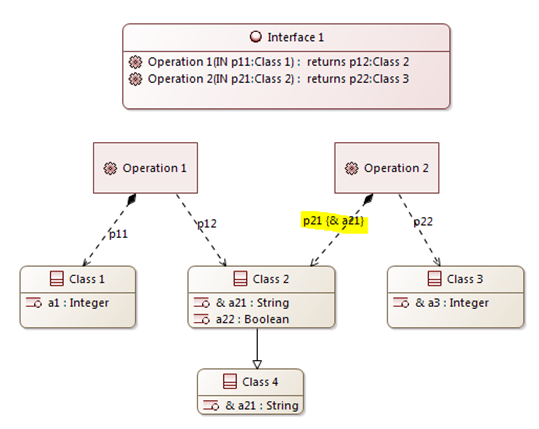 Interface 1
Operation 1(IN p11:Class 1) : returns p12:Class 2
Operation 2(IN p21:Class 2) : returns p22:Class 3
Operation 1
Operation 2
p11
p12
p21 {& a21}
p22
Class 1
a1 : Integer
Class 2
& a21 : String
a22 : Boolean
Class 3
& a3 : Integer
Class 4
& a21 : String